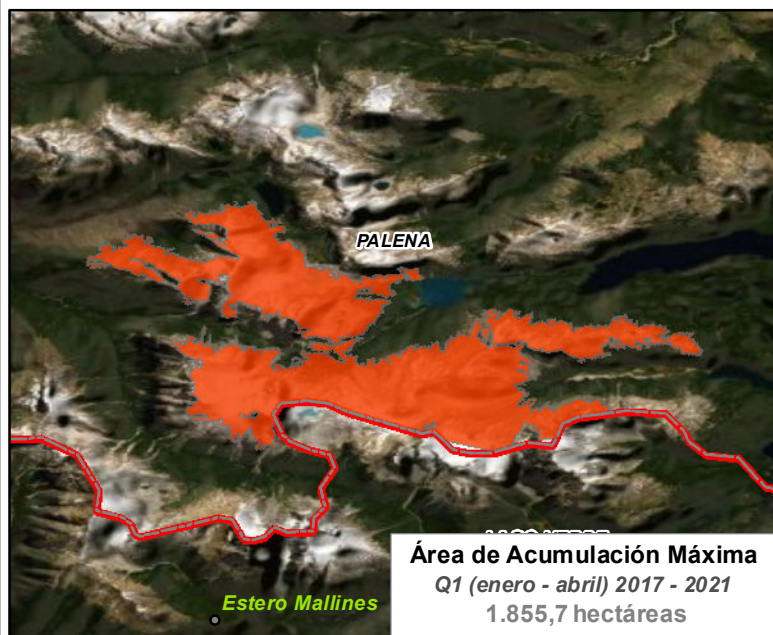 PALENA
Área de Acumulación Máxima
Q1 (enero - abril) 2017 - 2021
1.855,7 hectáreas
Estero Mallines